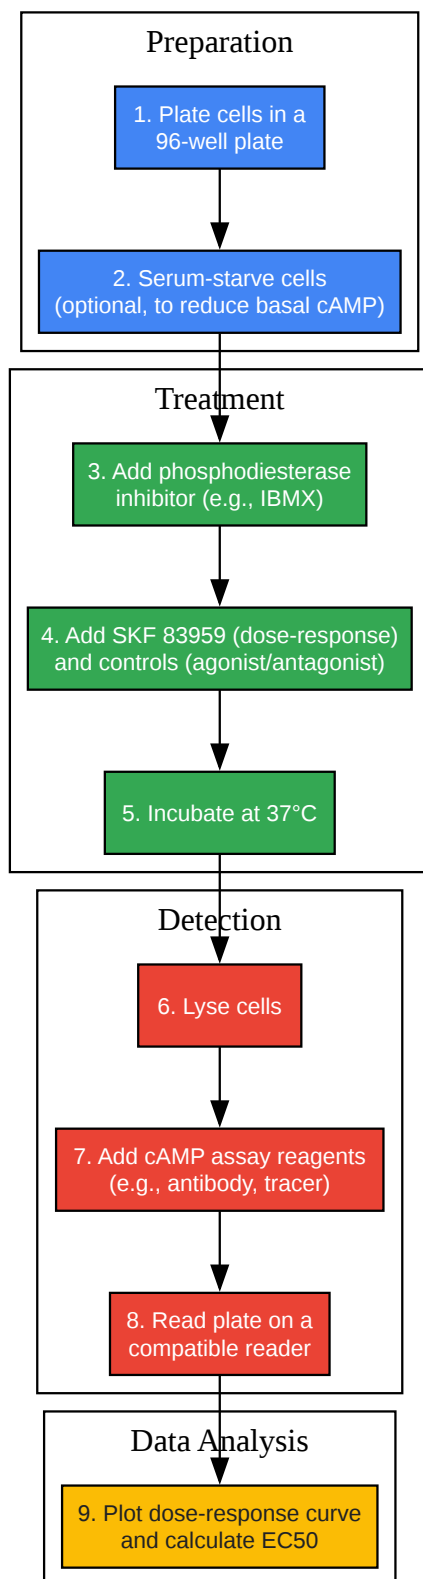 Preparation
1. Plate cells in a
96-well plate
2. Serum-starve cells
(optional, to reduce basal cAMP)
Treatment
3. Add phosphodiesterase
inhibitor (e.g., IBMX)
4. Add SKF 83959 (dose-response)
and controls (agonist/antagonist)
5. Incubate at 37°C
Detection
6. Lyse cells
7. Add cAMP assay reagents
(e.g., antibody, tracer)
8. Read plate on a
compatible reader
Data Analysis
9. Plot dose-response curve
and calculate EC50